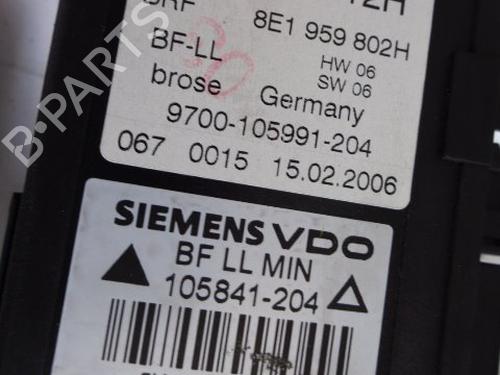 8E1 959 802H
BF-LL
HW 06
SW 06
brose Germany
9700-105991-204
067 0015 15.02.2006
SIEMENS VDO
BF LL MIN
105841-204
B-PARTS